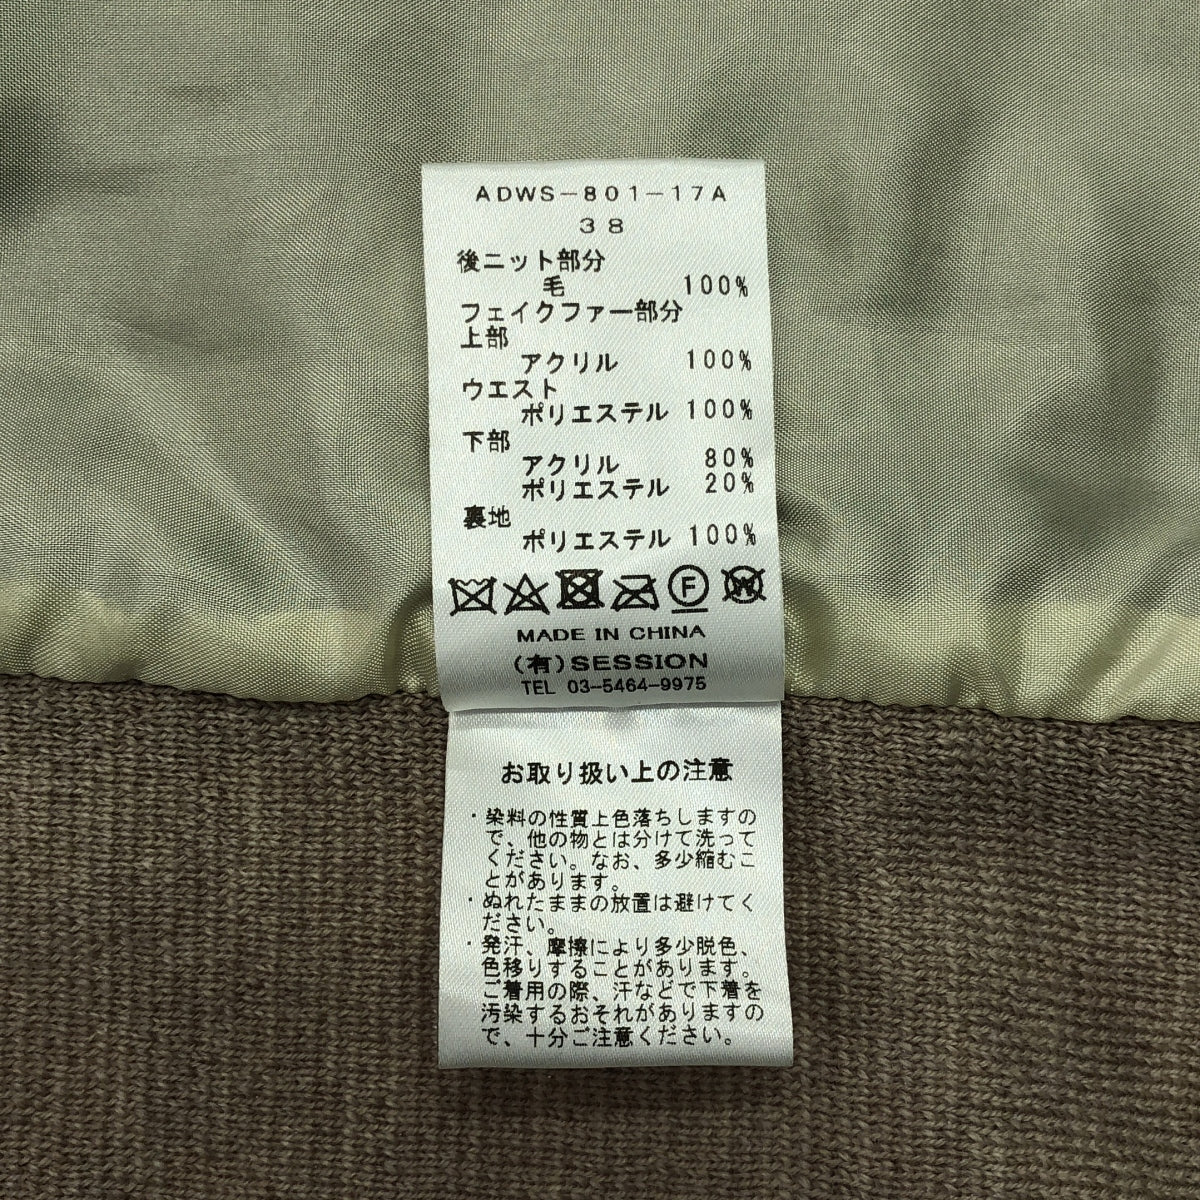 ADWS-801-17A
38
後ニット部分
毛 100%
フェイクファー部分
上部
アクリル 100%
ウエスト
ポリエステル 100%
下部
アクリル 80%
ポリエステル 20%
裏地
ポリエステル 100%
F W
MADE IN CHINA
(有)SESSION
TEL 03-5464-9975
お取り扱い上の注意
・染料の性質上色落ちしますの
で、他の物とは分けて洗って
ください。なお、多少縮むこ
とがあります。
・ぬれたままの放置は避けてく
ださい。
・発汗、摩擦により多少脱色、
色移りすることがあります。
ご着用の際、汗などで下着を
汚染するおそれがありますの
で、十分ご注意ください。